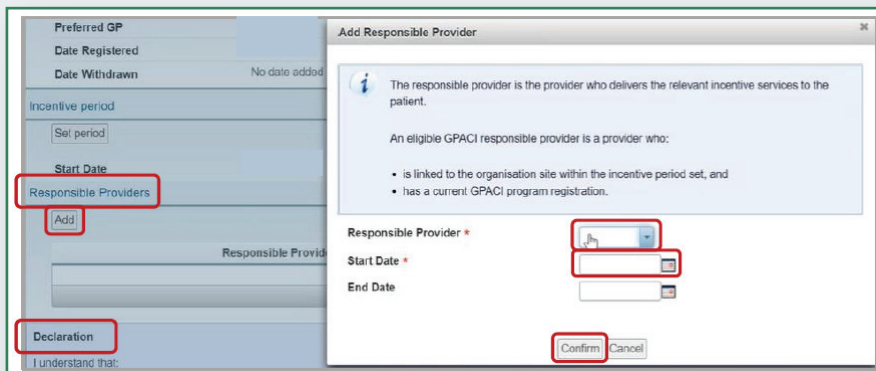 Preferred GP
Date Registered
Date Withdrawn No date added
Incentive period
Set period
Start Date
Responsible Providers
Add
Responsible Provide
Declaration
I understand that:
Add Responsible Provider
i
The responsible provider is the provider who delivers the relevant incentive services to the
patient.
An eligible GPACI responsible provider is a provider who:
• is linked to the organisation site within the incentive period set, and
• has a current GPACI program registration.
Responsible Provider *
Start Date *
End Date
Confirm Cancel